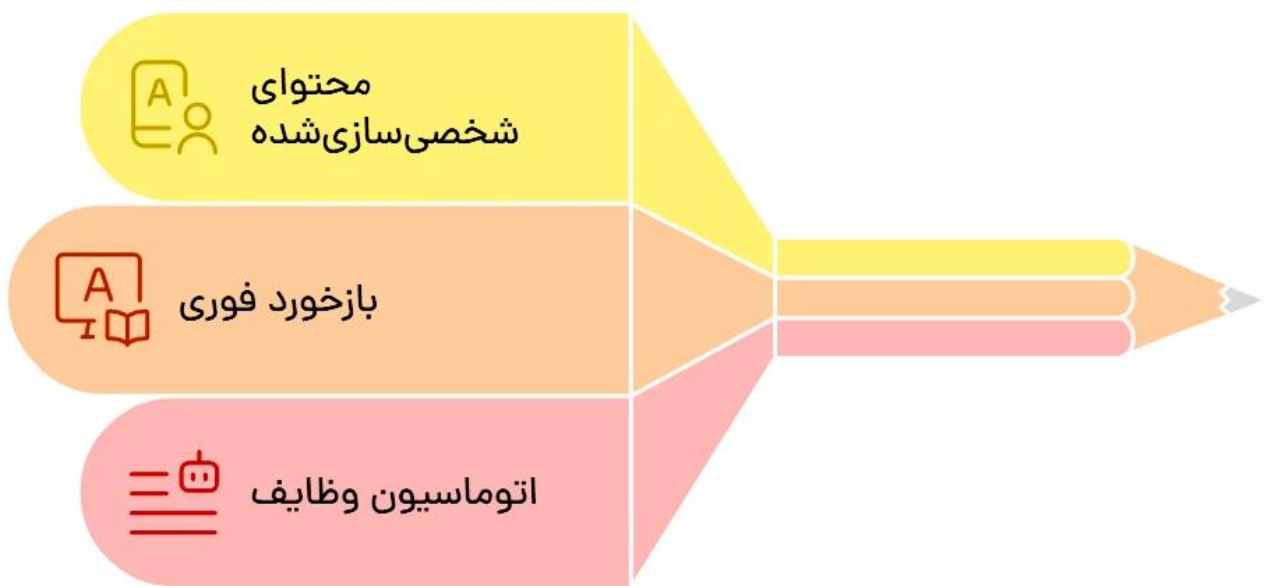 محتوای
شخصی‌سازی‌شده
بازخورد فوری
اتوماسیون وظایف